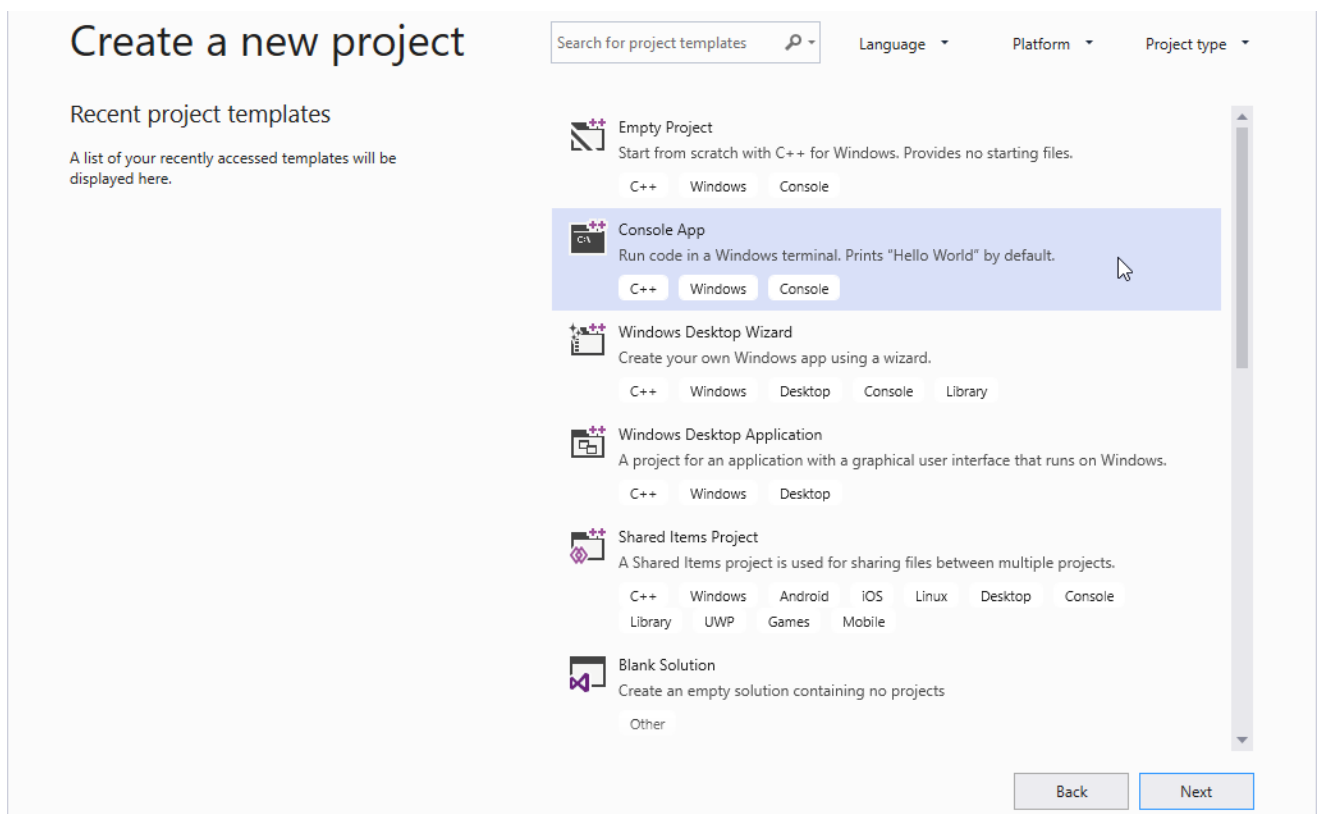 Create a new project
Search for project templates
Language
Platform
Project type
Recent project templates
A list of your recently accessed templates will be
displayed here.
Empty Project
Start from scratch with C++ for Windows. Provides no starting files.
C++ Windows Console
C:\
Console App
Run code in a Windows terminal. Prints “Hello World” by default.
C++ Windows Console
Windows Desktop Wizard
Create your own Windows app using a wizard.
C++ Windows Desktop Console Library
Windows Desktop Application
A project for an application with a graphical user interface that runs on Windows.
C++ Windows Desktop
Shared Items Project
A Shared Items project is used for sharing files between multiple projects.
C++ Windows Android iOS Linux Desktop Console
Library UWP Games Mobile
Blank Solution
Create an empty solution containing no projects
Other
Back
Next